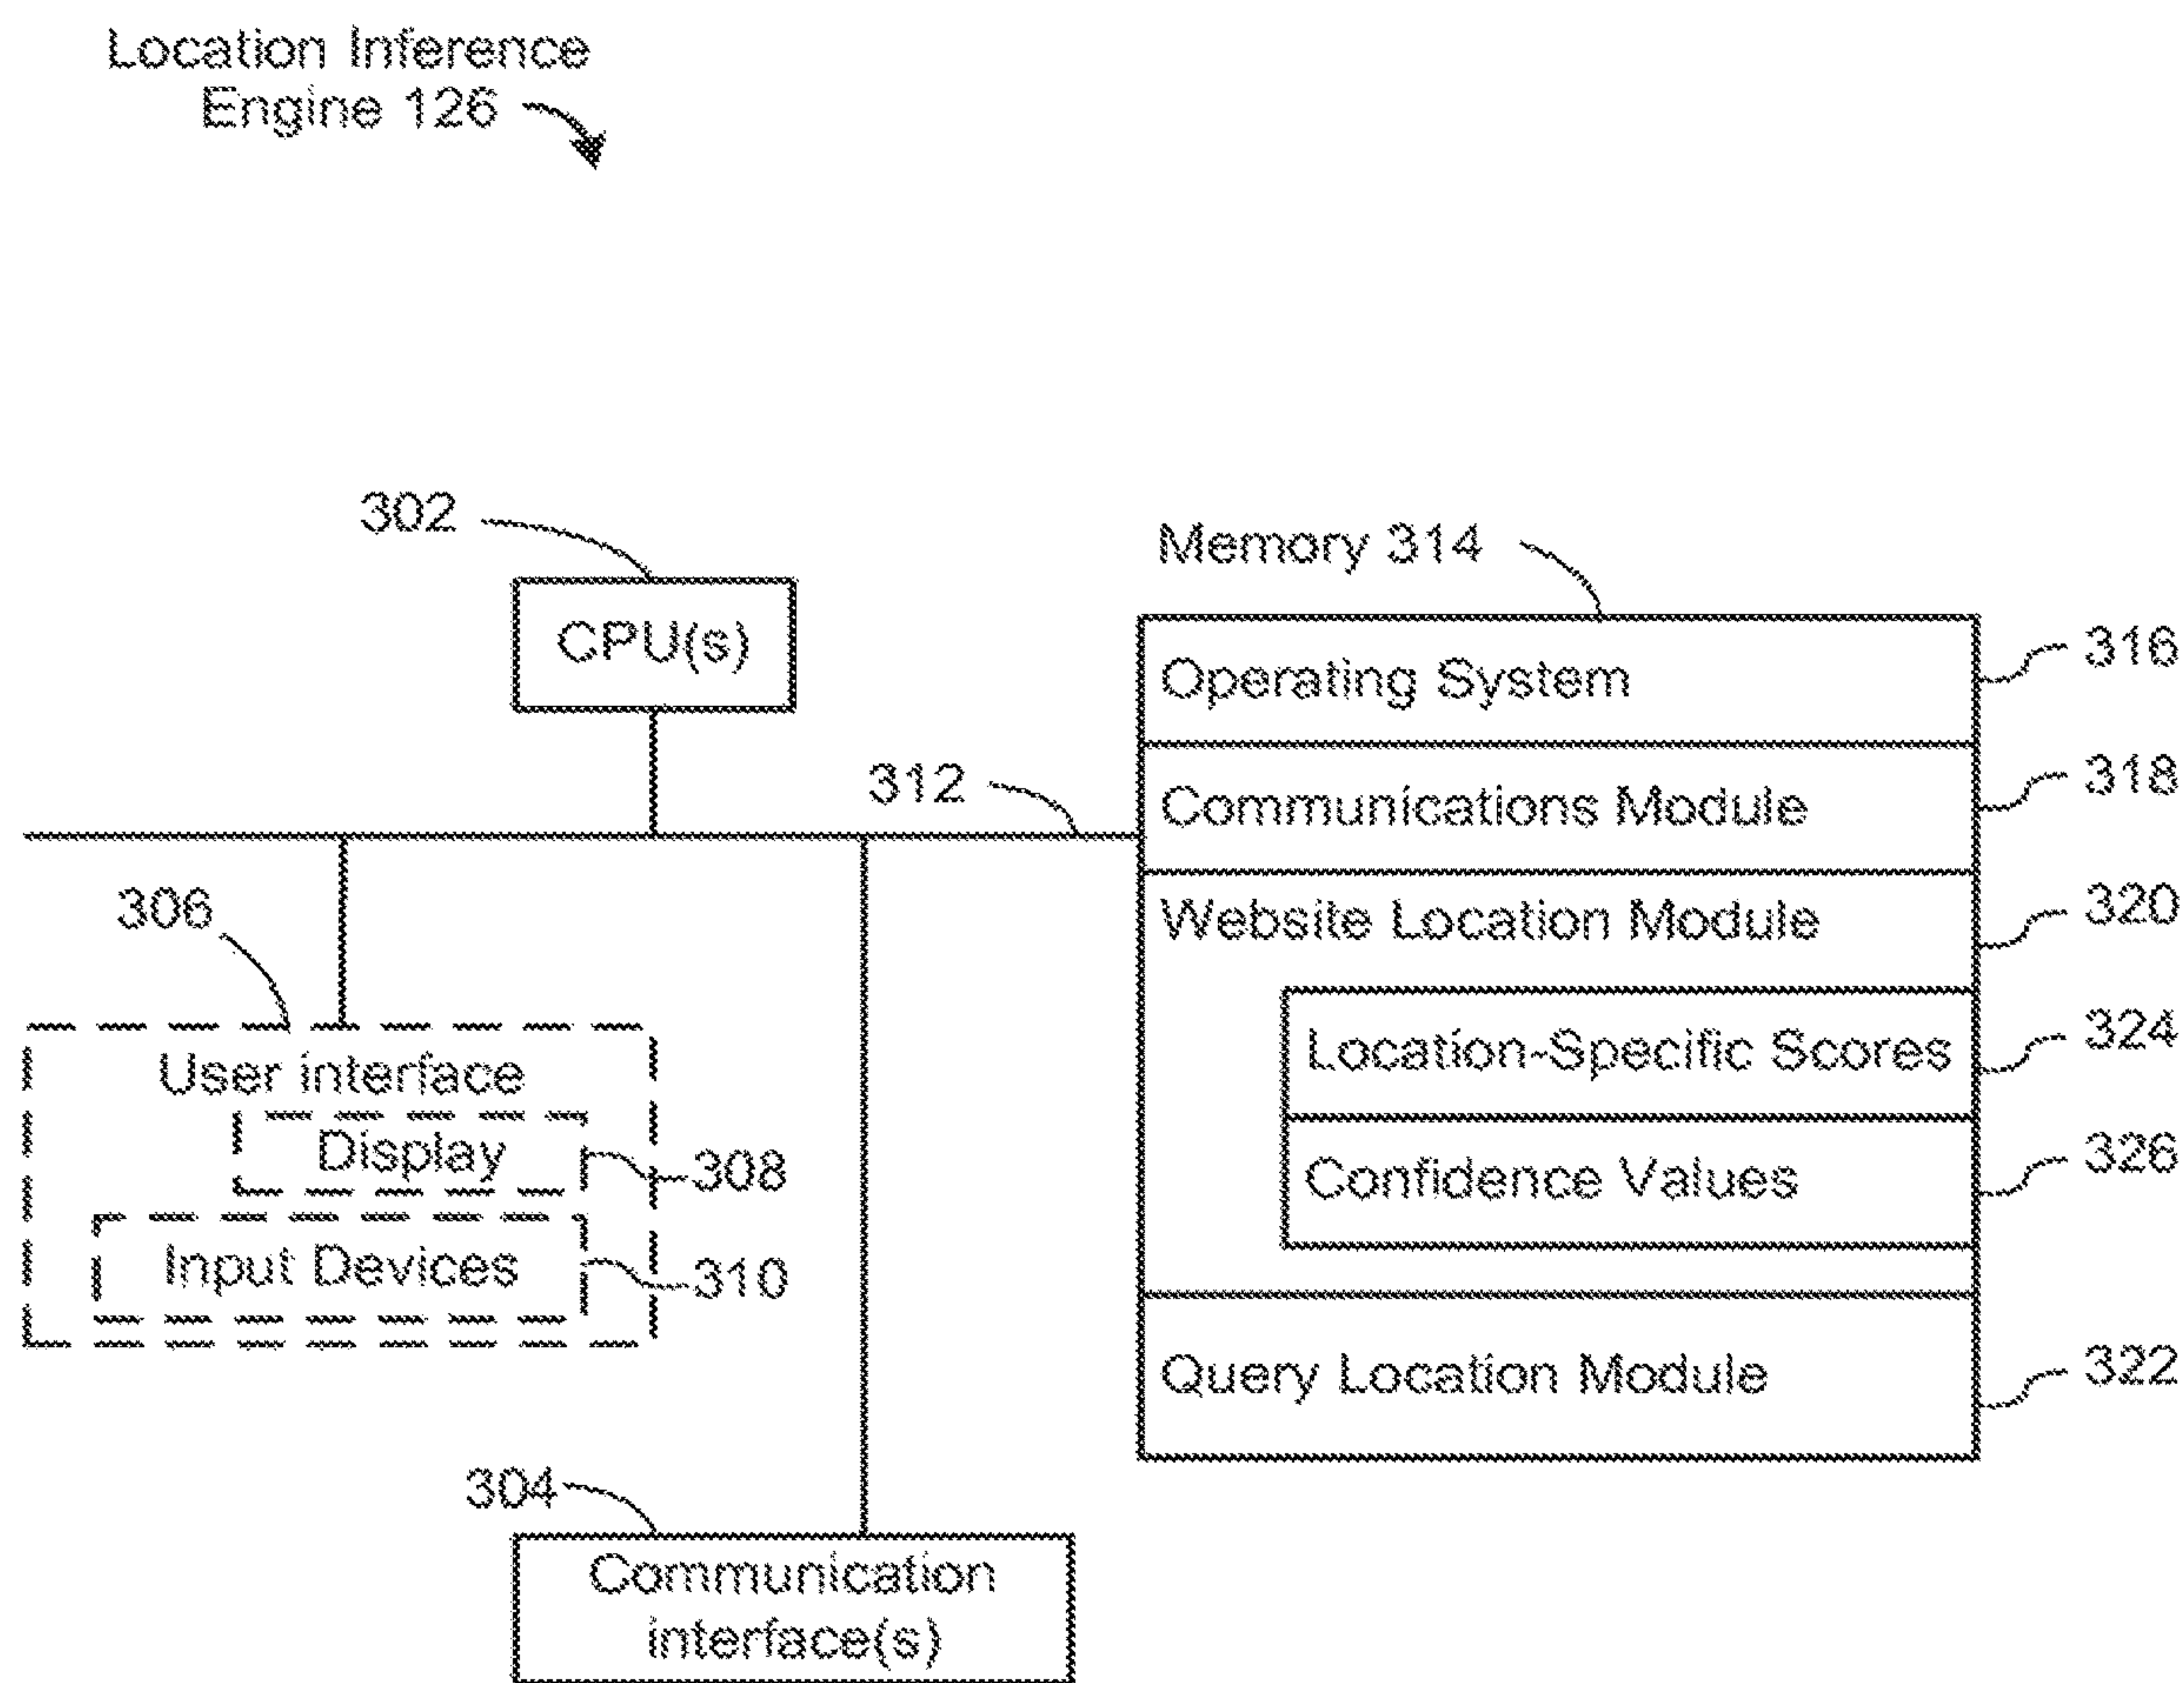 Location Inference
Engine 126
302
CPU(s)
312
306
User interface
Display
308
Input Devices
310
304
Communication
interface(s)
Memory 314
Operating System
316
Communications Module
318
Website Location Module
320
Location-Specific Scores
324
Confidence Values
326
Query Location Module
322